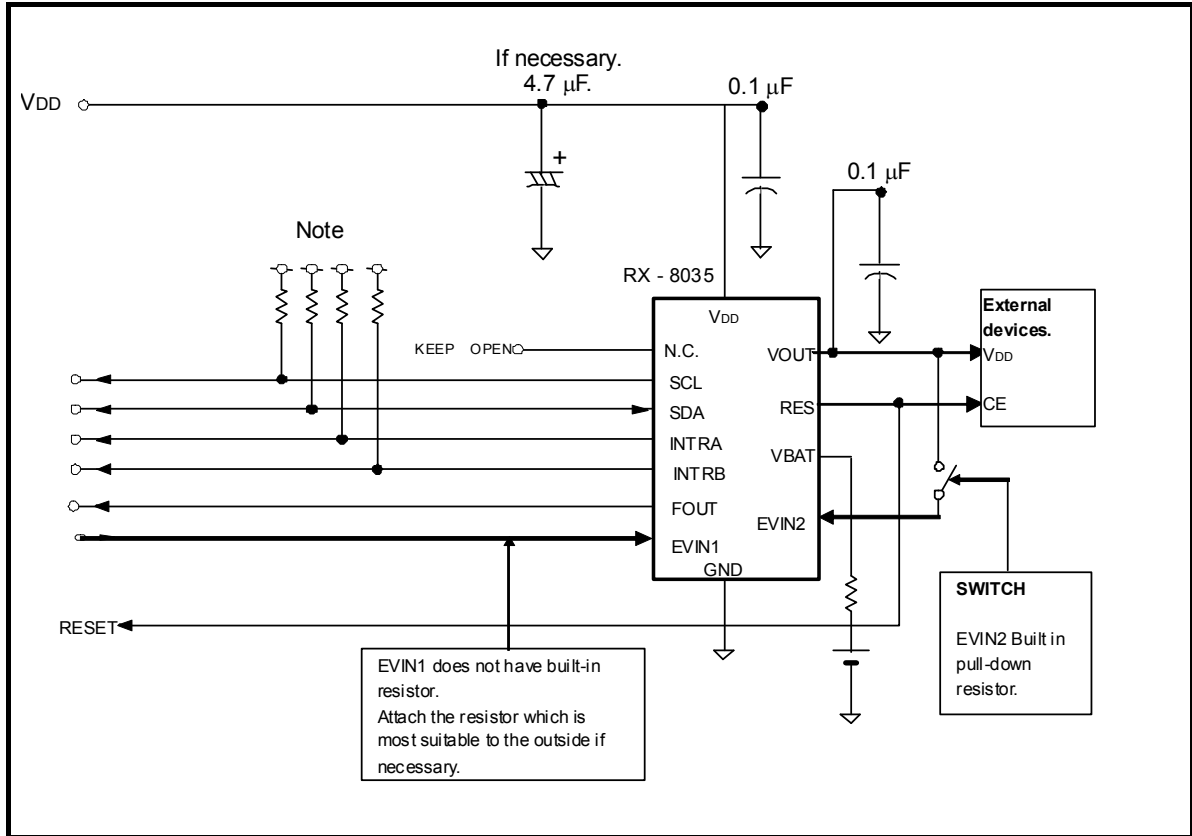 If necessary.
4.7 μF.
0.1 μF
VDD
0.1 μF
Note
RX - 8035
VDD
External
devices.
KEEP OPEN
N.C.
VOUT
VDD
SCL
SDA
RES
CE
INTRA
VBAT
INTRB
FOUT
EVIN2
EVIN1
GND
SWITCH
EVIN2 Built in
pull-down
resistor.
RESET
EVIN1 does not have built-in
resistor.
Attach the resistor which is
most suitable to the outside if
necessary.
+